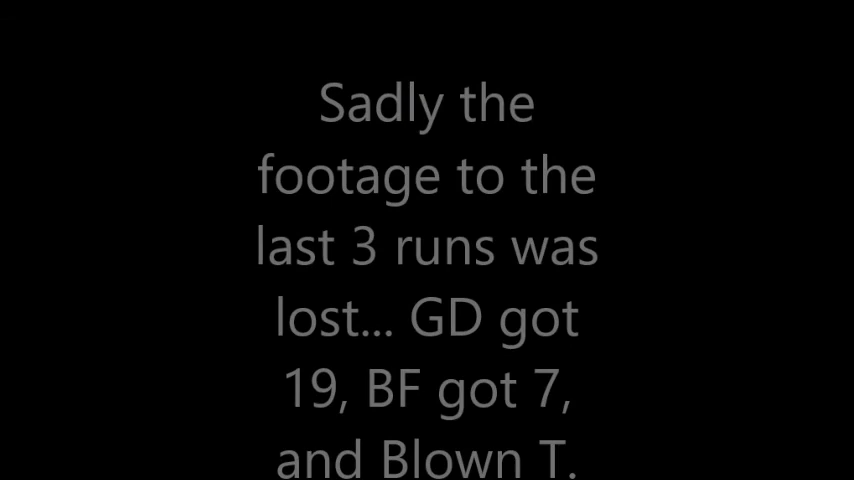 Sadly the
footage to the
last 3 runs was
lost... GD got
19, BF got 7,
and Blown T.